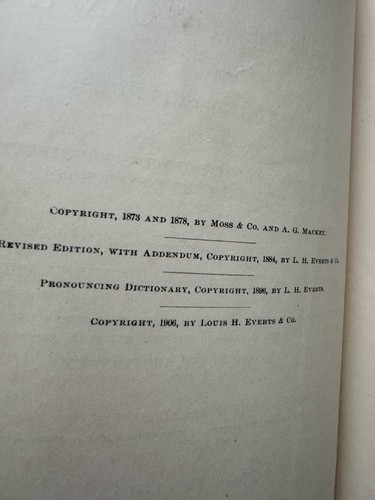 Copyright, 1873 and 1878, by Moss & Co. and A. G. Mackey.
Revised Edition, with Addendum, Copyright, 1884, by L. H. Everts & Co.
Pronouncing Dictionary, Copyright, 1896, by L. H. Everts.
Copyright, 1906, by Louis H. Everts & Co.